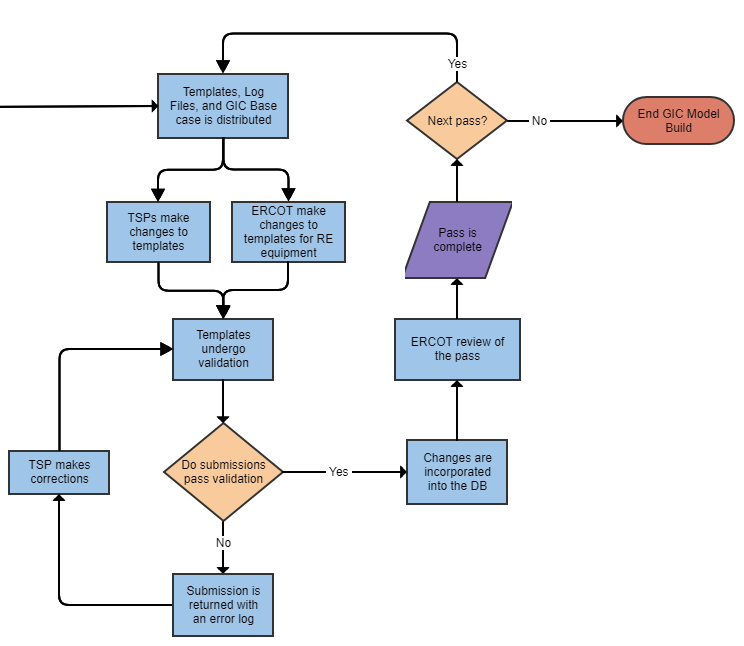 Yes
Templates, Log
Files, and GIC Base
case is distributed
Next pass?
No
End GIC Model
Build
TSPs make
changes to
templates
ERCOT make
changes to
templates for RE
equipment
Pass is
complete
Templates
undergo
validation
ERCOT review of
the pass
TSP makes
corrections
Do submissions
pass validation
Yes
Changes are
incorporated
into the DB
No
Submission is
returned with
an error log